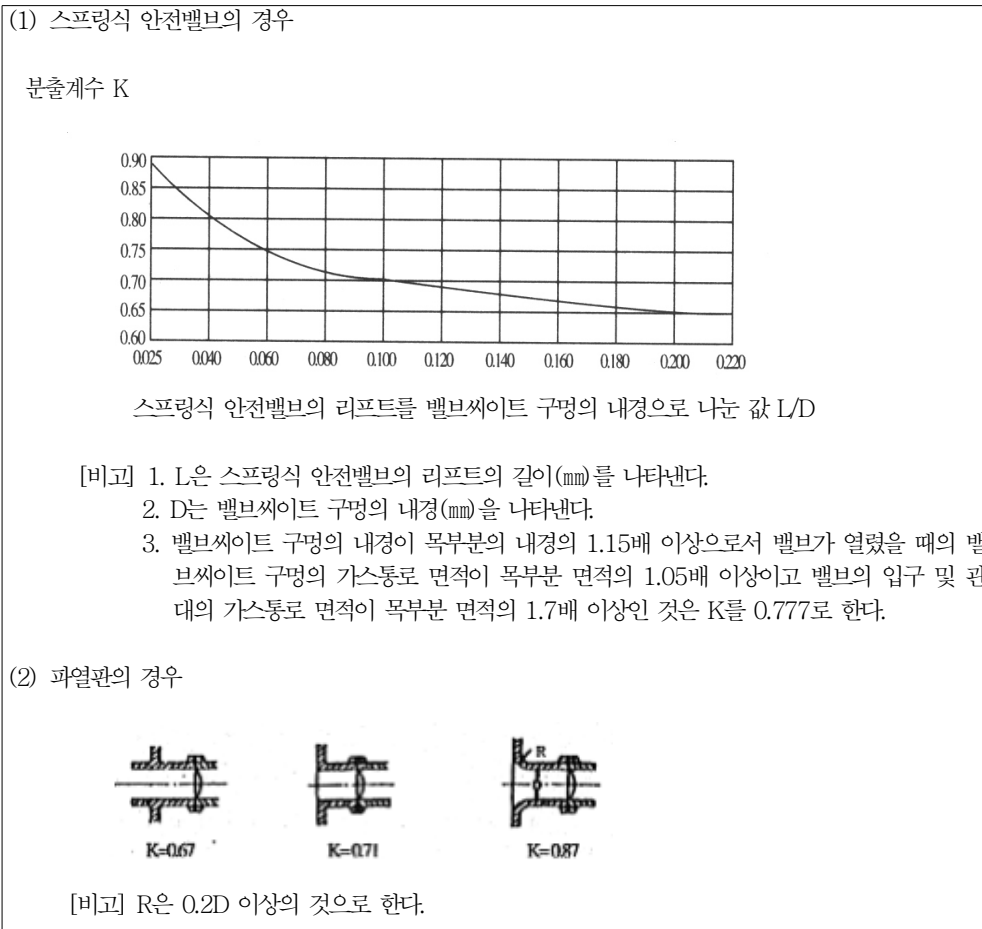 (1) 스프링식 안전밸브의 경우
분출계수 K
0.90
0.85
0.80
0.75
0.70
0.65
0.60
0.025 0.040 0.060 0.080 0.100 0.120 0.140 0.160 0.180 0.200 0.220
스프링식 안전밸브의 리프트를 밸브씨이트 구멍의 내경으로 나눈 값 L/D
[비고] 1. L은 스프링식 안전밸브의 리프트의 길이(㎜)를 나타낸다.
2. D는 밸브씨이트 구멍의 내경(㎜)을 나타낸다.
3. 밸브씨이트 구멍의 내경이 목부분의 내경의 1.15배 이상으로서 밸브가 열렸을 때의 밸
브씨이트 구멍의 가스통로 면적이 목부분 면적의 1.05배 이상이고 밸브의 입구 및 관
대의 가스통로 면적이 목부분 면적의 1.7배 이상인 것은 K를 0.777로 한다.
(2) 파열판의 경우
R
D
K=0.67 K=0.71 K=0.87
[비고] R은 0.2D 이상의 것으로 한다.